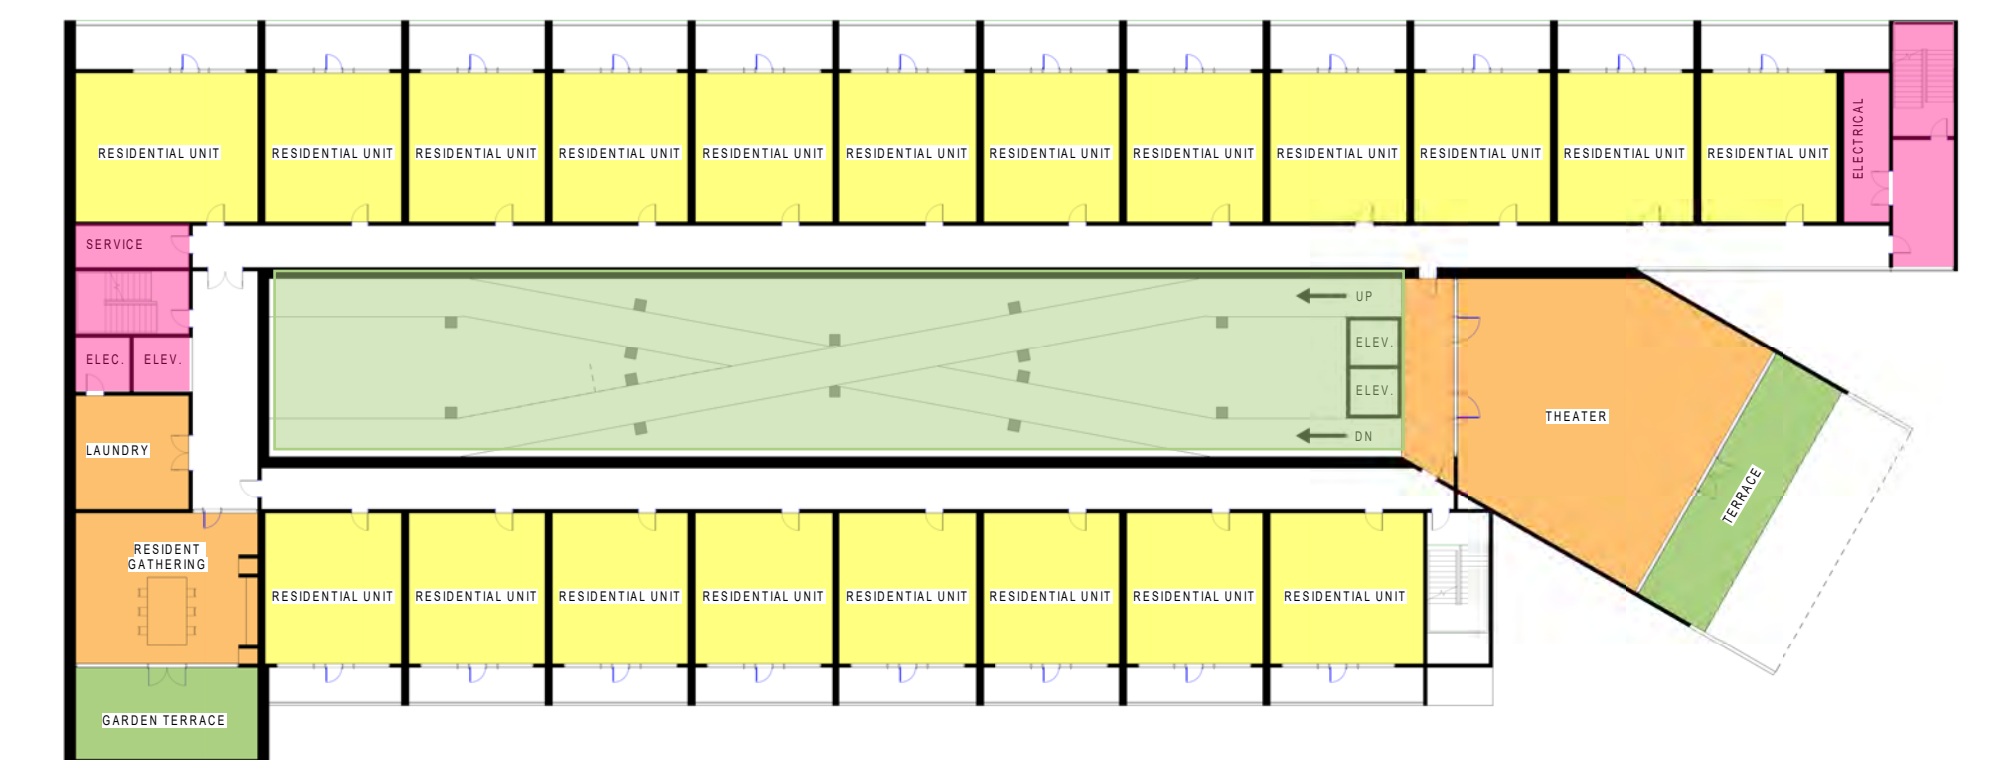 RESIDENTIAL UNIT
RESIDENTIAL UNIT
RESIDENTIAL UNIT
RESIDENTIAL UNIT
RESIDENTIAL UNIT
RESIDENTIAL UNIT
RESIDENTIAL UNIT
RESIDENTIAL UNIT
RESIDENTIAL UNIT
RESIDENTIAL UNIT
RESIDENTIAL UNIT
RESIDENTIAL UNIT
ELECTRICAL
SERVICE
UP
ELEV.
ELEC.
ELEV.
ELEV.
THEATER
DN
LAUNDRY
TERRACE
RESIDENT
GATHERING
RESIDENTIAL UNIT
RESIDENTIAL UNIT
RESIDENTIAL UNIT
RESIDENTIAL UNIT
RESIDENTIAL UNIT
RESIDENTIAL UNIT
RESIDENTIAL UNIT
RESIDENTIAL UNIT
GARDEN TERRACE